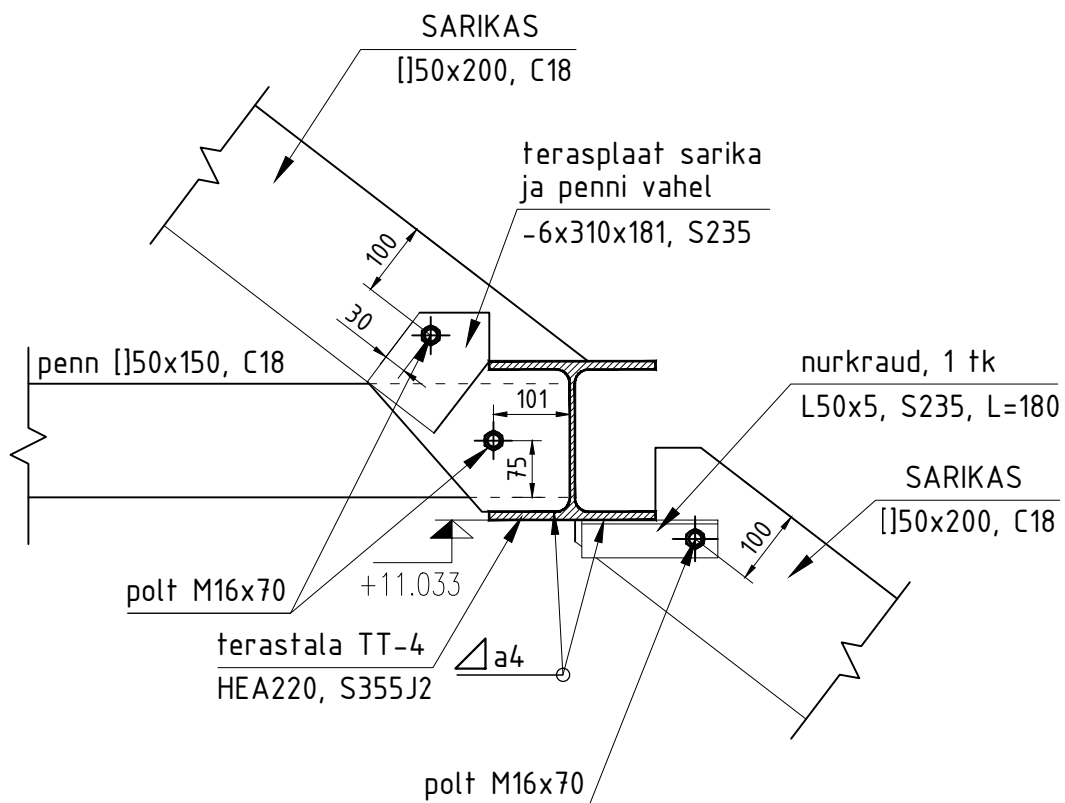 SARIKAS
[]50x200, C18
terasplaat sarika
ja penni vahel
-6x310x181, S235
100
30
penn []50x150, C18
nurkraud, 1 tk
L50x5, S235, L=180
101
75
SARIKAS
[]50x200, C18
100
+11.033
polt M16x70
terastala TT-4
HEA220, S355J2
a4
polt M16x70